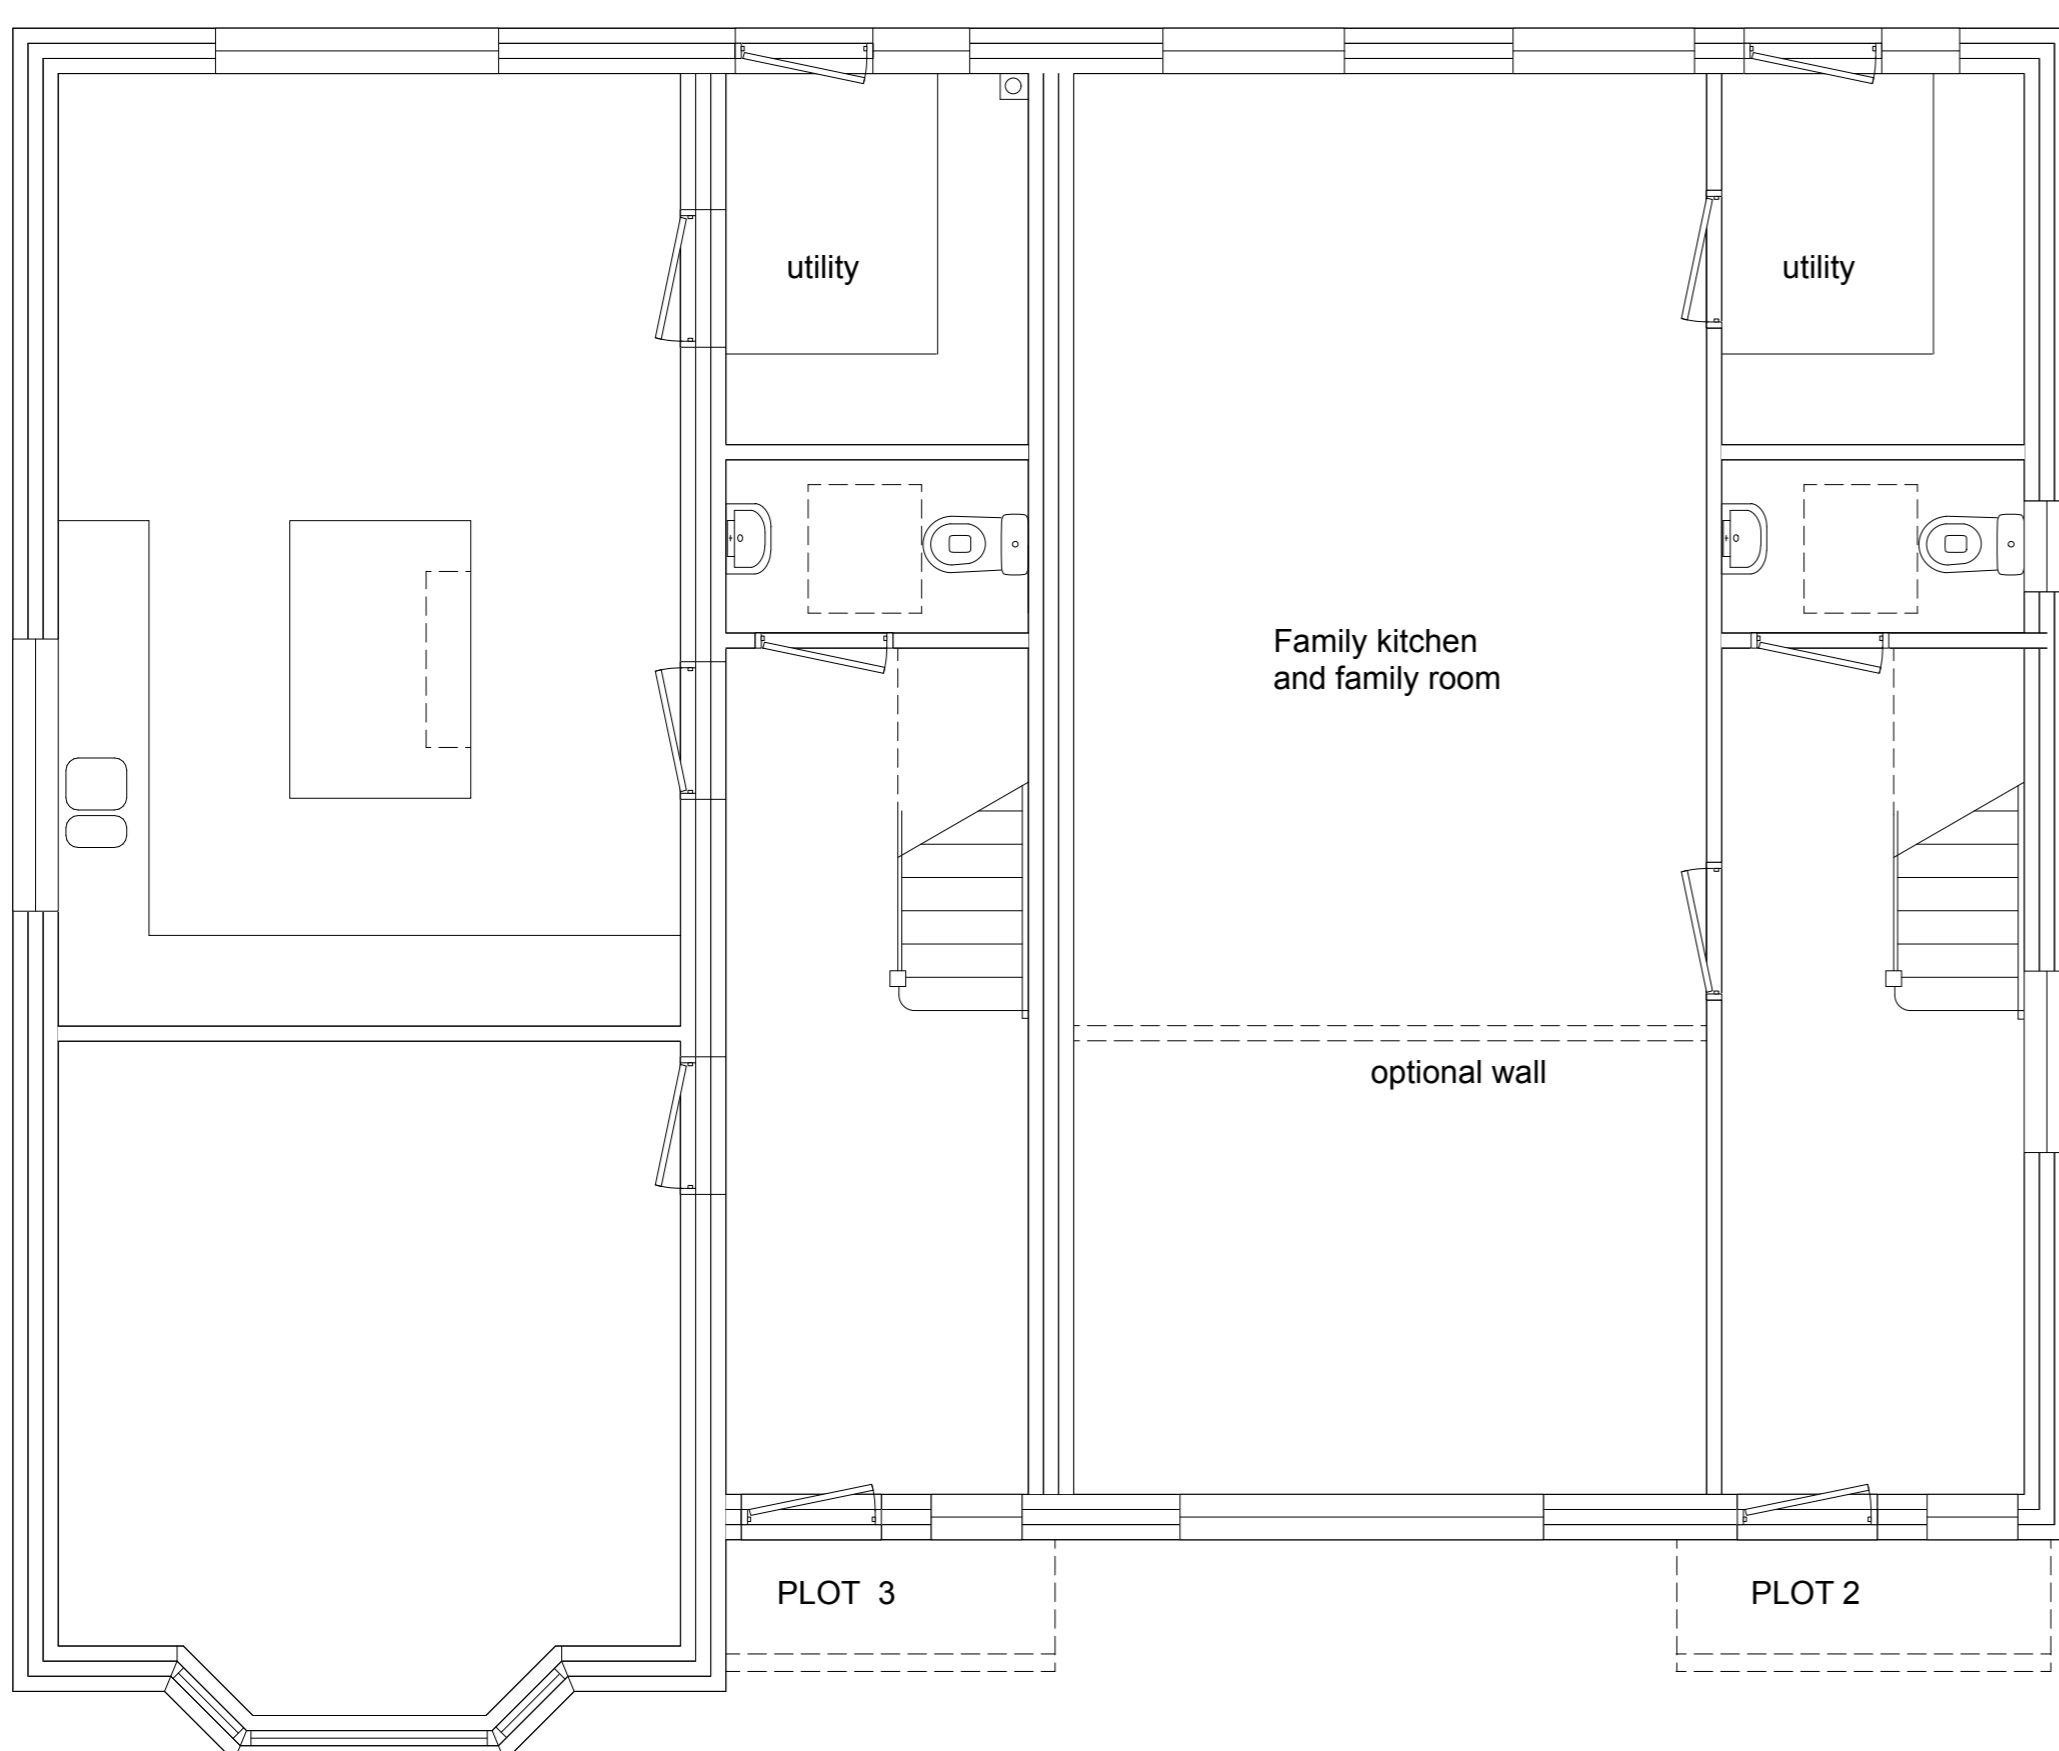 utility
utility
Family kitchen
and family room
optional wall
PLOT 3
PLOT 2